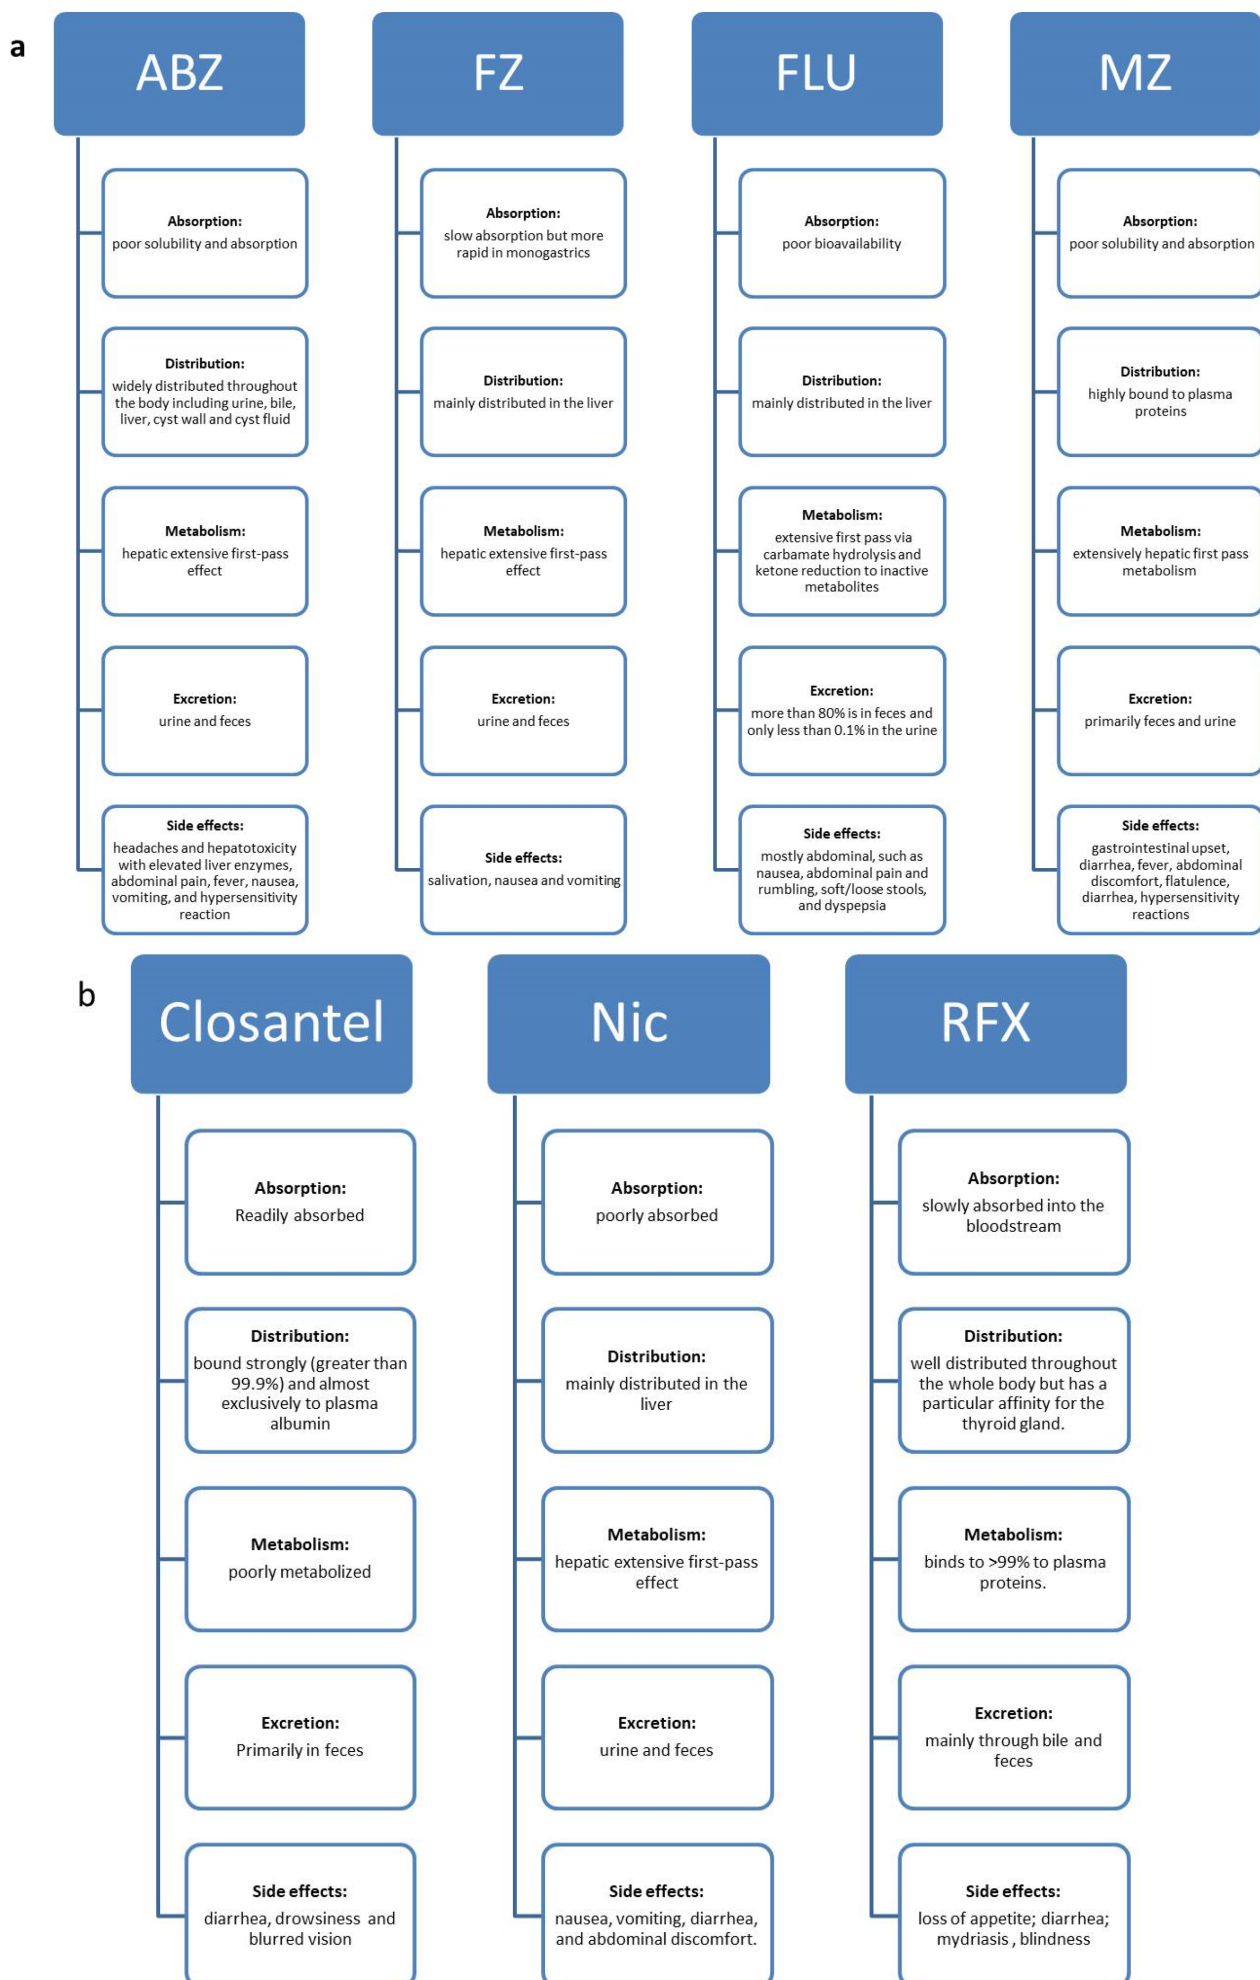 a
ABZ
Absorption:
poor solubility and absorption
Distribution:
widely distributed throughout
the body including urine, bile,
liver, cyst wall and cyst fluid
Metabolism:
hepatic extensive first-pass
effect
Excretion:
urine and feces
Side effects:
headaches and hepatotoxicity
with elevated liver enzymes,
abdominal pain, fever, nausea,
vomiting, and hypersensitivity
reaction
FZ
Absorption:
slow absorption but more
rapid in monogastrics
Distribution:
mainly distributed in the liver
Metabolism:
hepatic extensive first-pass
effect
Excretion:
urine and feces
Side effects:
salivation, nausea and vomiting
FLU
Absorption:
poor bioavailability
Distribution:
mainly distributed in the liver
Metabolism:
extensive first pass via
carbamate hydrolysis and
ketone reduction to inactive
metabolites
Excretion:
more than 80% is in feces and
only less than 0.1% in the urine
Side effects:
mostly abdominal, such as
nausea, abdominal pain and
rumbling, soft/loose stools,
and dyspepsia
MZ
Absorption:
poor solubility and absorption
Distribution:
highly bound to plasma
proteins
Metabolism:
extensively hepatic first pass
metabolism
Excretion:
primarily feces and urine
Side effects:
gastrointestinal upset,
diarrhea, fever, abdominal
discomfort, flatulence,
diarrhea, hypersensitivity
reactions
b
Closantel
Absorption:
Readily absorbed
Distribution:
bound strongly (greater than
99.9%) and almost
exclusively to plasma
albumin
Metabolism:
poorly metabolized
Excretion:
Primarily in feces
Side effects:
diarrhea, drowsiness and
blurred vision
Nic
Absorption:
poorly absorbed
Distribution:
mainly distributed in the
liver
Metabolism:
hepatic extensive first-pass
effect
Excretion:
urine and feces
Side effects:
nausea, vomiting, diarrhea,
and abdominal discomfort.
RFX
Absorption:
slowly absorbed into the
bloodstream
Distribution:
well distributed throughout
the whole body but has a
particular affinity for the
thyroid gland.
Metabolism:
binds to >99% to plasma
proteins.
Excretion:
mainly through bile and
feces
Side effects:
loss of appetite; diarrhea;
mydriasis , blindness